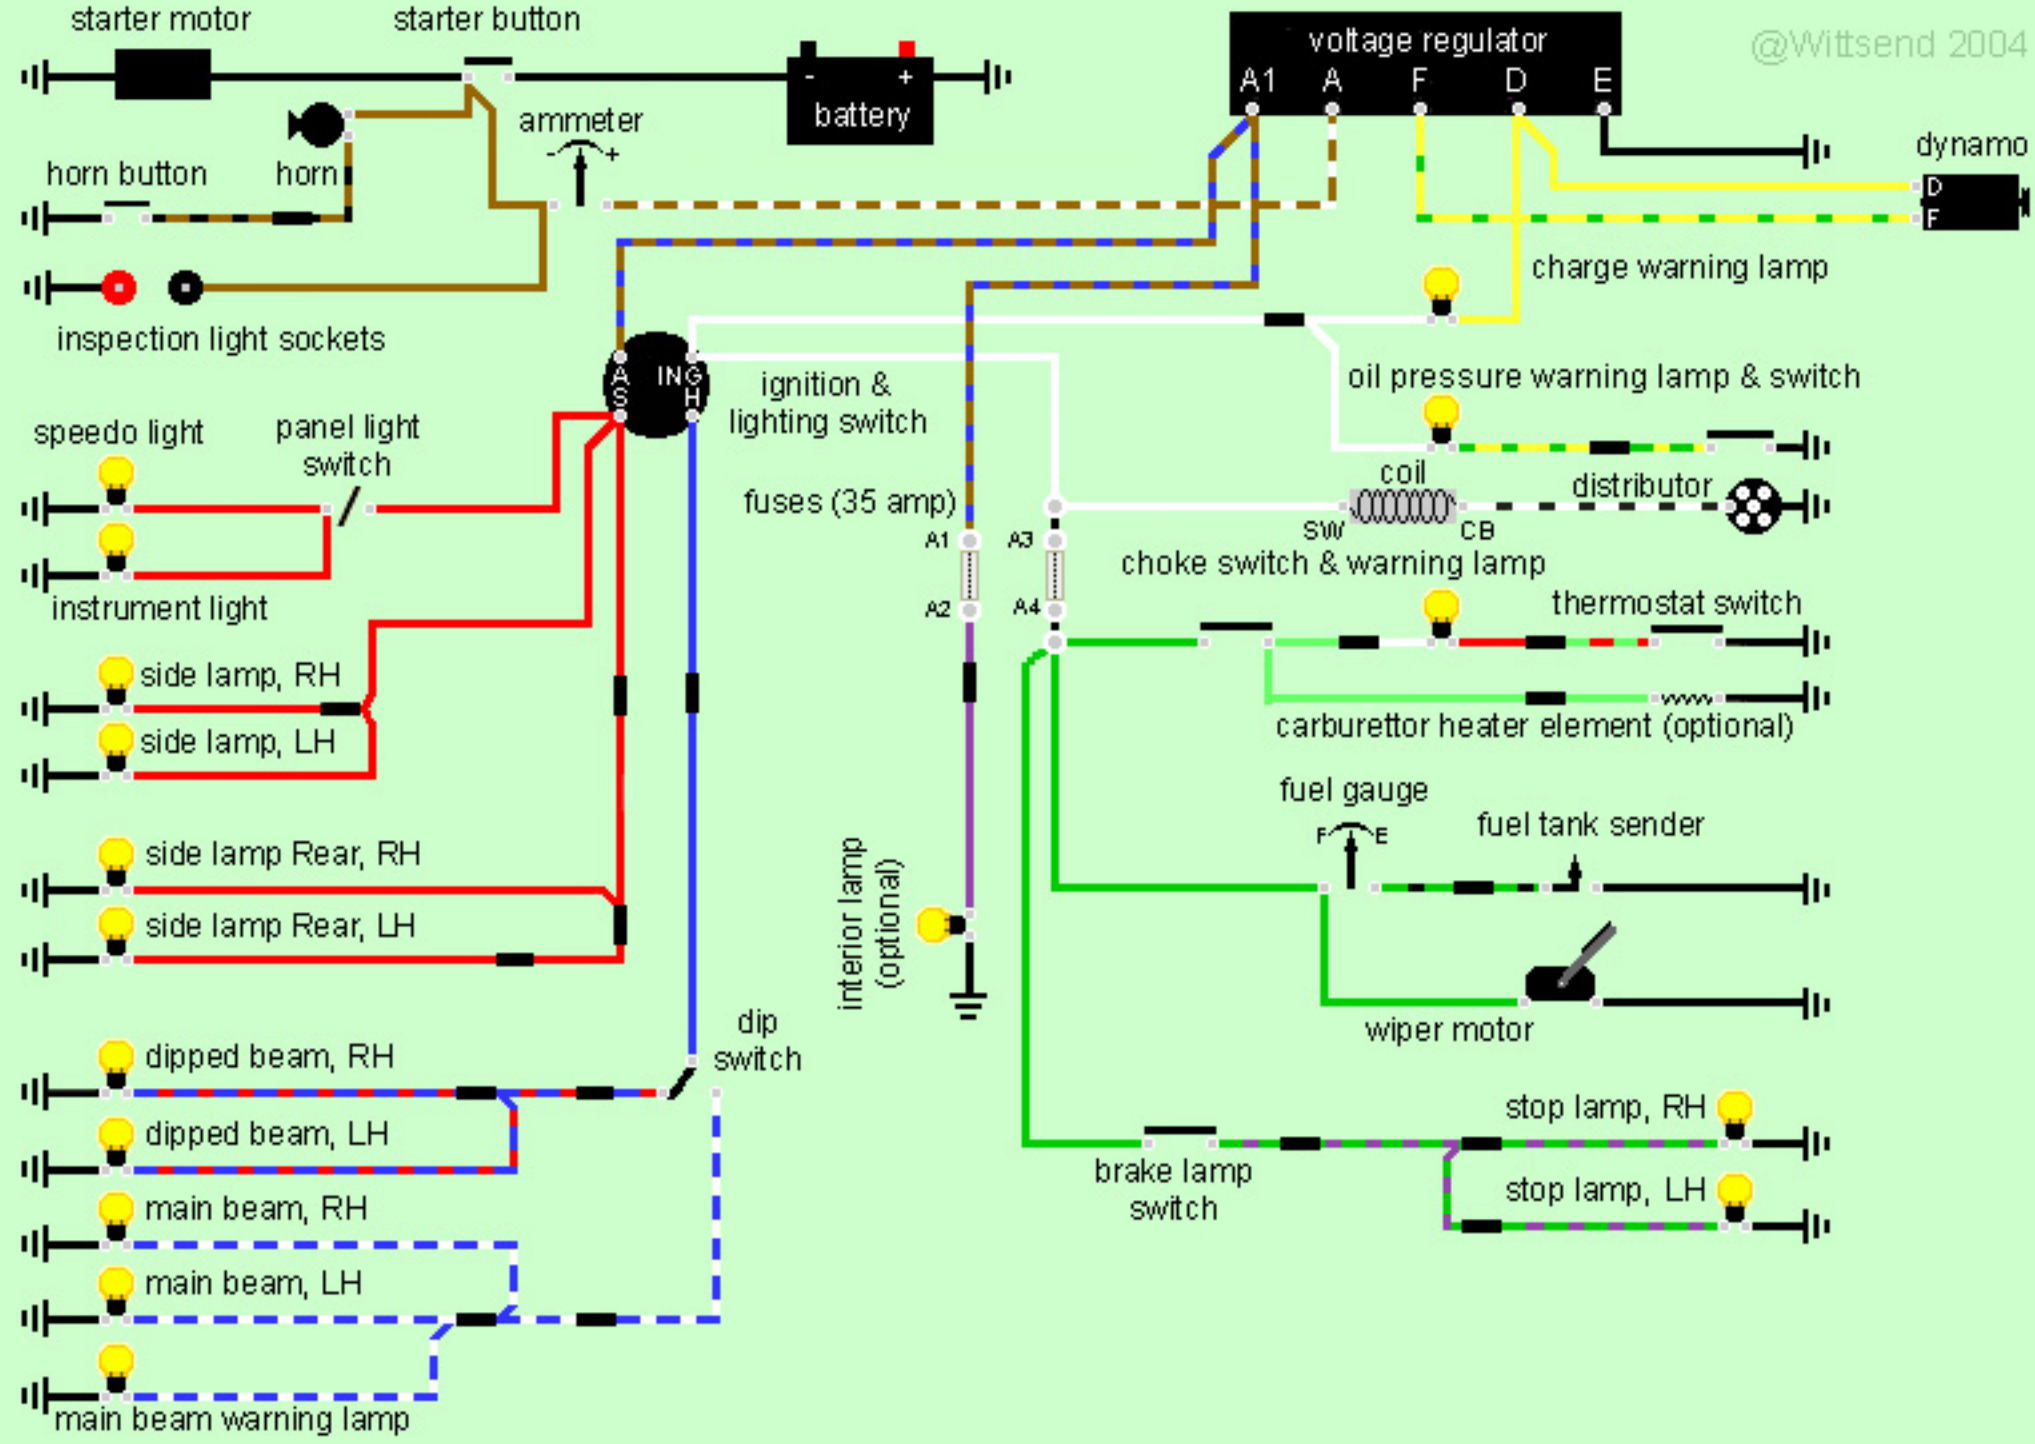 starter motor
starter button
voltage regulator
@Wittsend 2004
A1 A F D E
- +
battery
ammeter
- +
horn button
horn
dynamo
D
F
charge warning lamp
inspection light sockets
A ING
S H
ignition &
lighting switch
oil pressure warning lamp & switch
speedo light
panel light
switch
fuses (35 amp)
coil
distributor
SW
CB
A1
A3
choke switch & warning lamp
instrument light
A2
A4
thermostat switch
side lamp, RH
side lamp, LH
carburettor heater element (optional)
fuel gauge
F E
fuel tank sender
side lamp Rear, RH
side lamp Rear, LH
interior lamp
(optional)
wiper motor
dip
switch
dipped beam, RH
dipped beam, LH
stop lamp, RH
brake lamp
switch
stop lamp, LH
main beam, RH
main beam, LH
main beam warning lamp